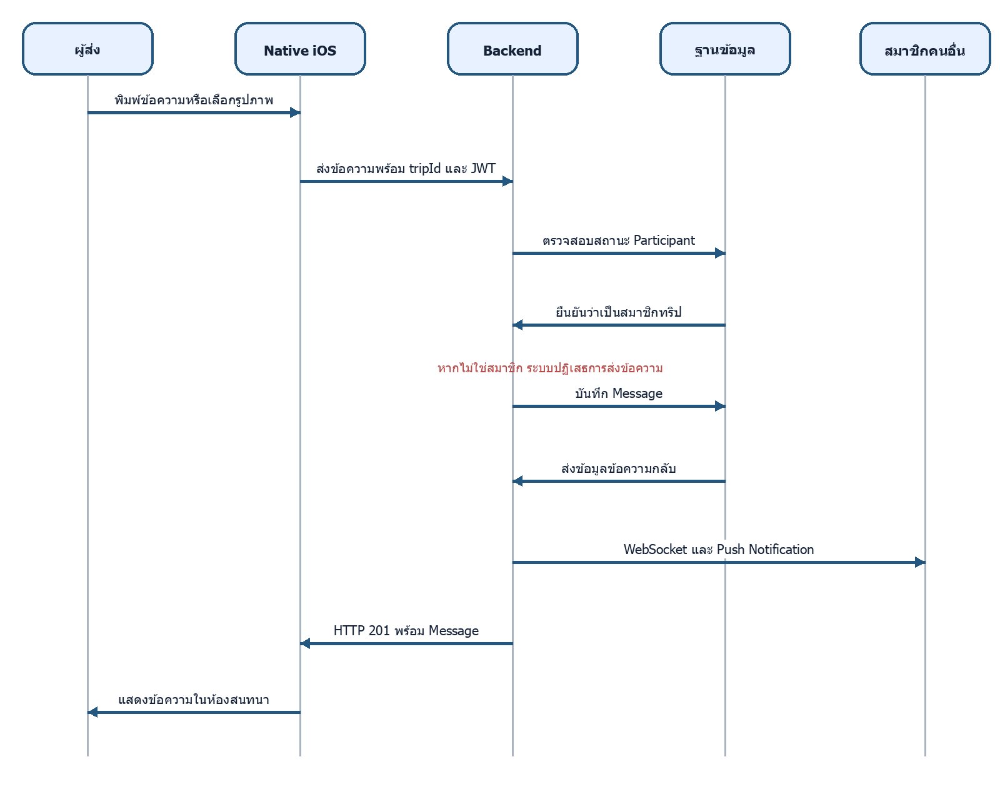 ผู้ส่ง
Native iOS
Backend
ฐานข้อมูล
สมาชิกคนอื่น
พิมพ์ข้อความหรือเลือกรูปภาพ
ส่งข้อความพร้อม tripId และ JWT
ตรวจสอบสถานะ Participant
ยืนยันว่าเป็นสมาชิกทริป
หากไม่ใช่สมาชิก ระบบปฏิเสธการส่งข้อความ
บันทึก Message
ส่งข้อมูลข้อความกลับ
WebSocket และ Push Notification
HTTP 201 พร้อม Message
แสดงข้อความในห้องสนทนา